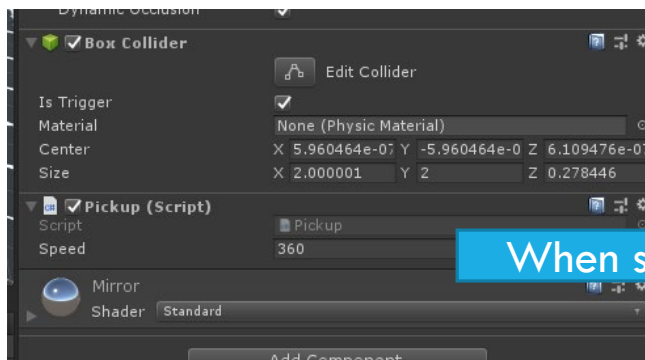 Dynamic Occlusion
Box Collider
Edit Collider
Is Trigger
Material None (Physic Material)
Center X 5.960464e-07 Y -5.960464e-0 Z 6.109476e-07
Size X 2.000001 Y 2 Z 0.278446
Pickup (Script)
Script Pickup
Speed 360
When s
Mirror
Shader Standard
Add Component